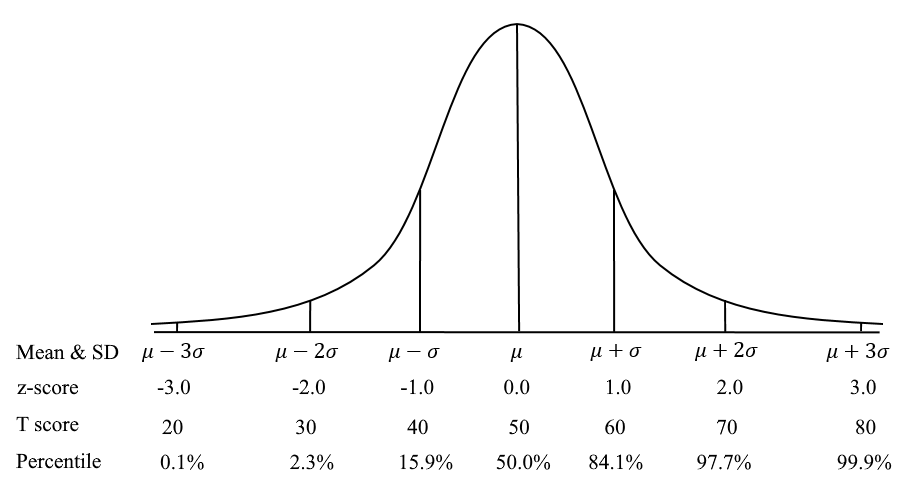 Mean & SD μ − 3σ μ − 2σ μ − σ μ μ + σ μ + 2σ μ + 3σ
z-score -3.0 -2.0 -1.0 0.0 1.0 2.0 3.0
T score 20 30 40 50 60 70 80
Percentile 0.1% 2.3% 15.9% 50.0% 84.1% 97.7% 99.9%